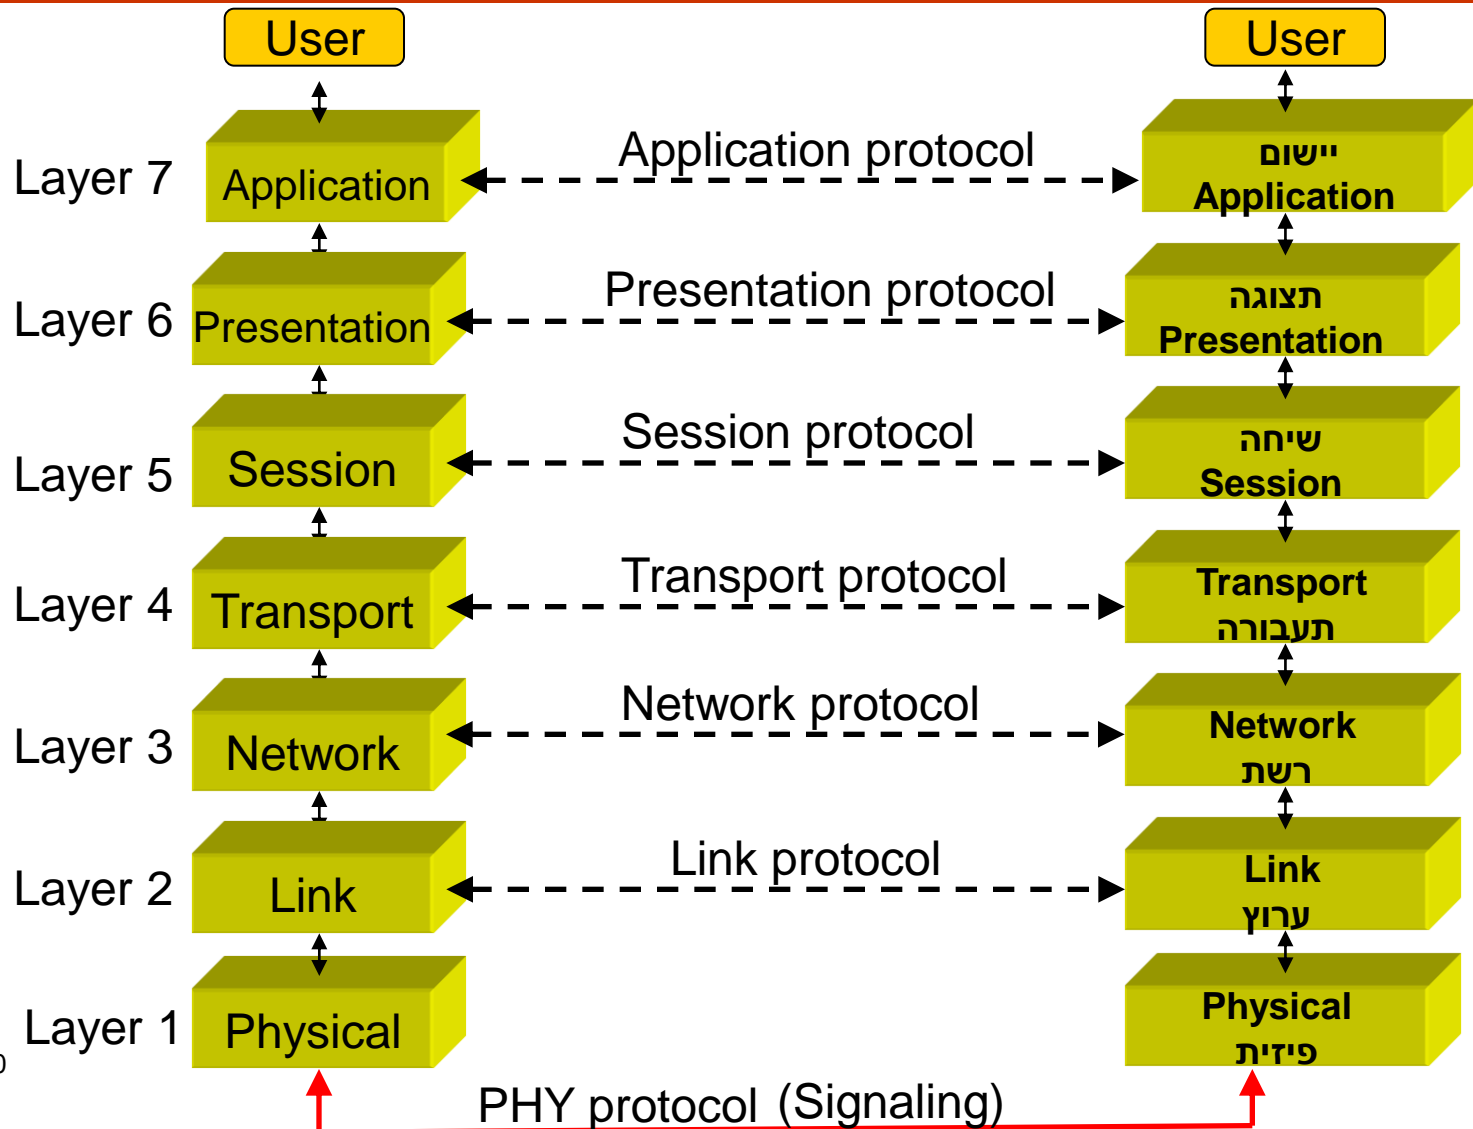 User
User
Layer 7
Application
Application protocol
יישום
Application
Layer 6
Presentation
Presentation protocol
תצוגה
Presentation
Layer 5
Session
Session protocol
שיחה
Session
Layer 4
Transport
Transport protocol
Transport
תעבורה
Layer 3
Network
Network protocol
Network
רשת
Layer 2
Link
Link protocol
Link
ערוץ
Layer 1
Physical
Physical
פיזית
0
PHY protocol (Signaling)